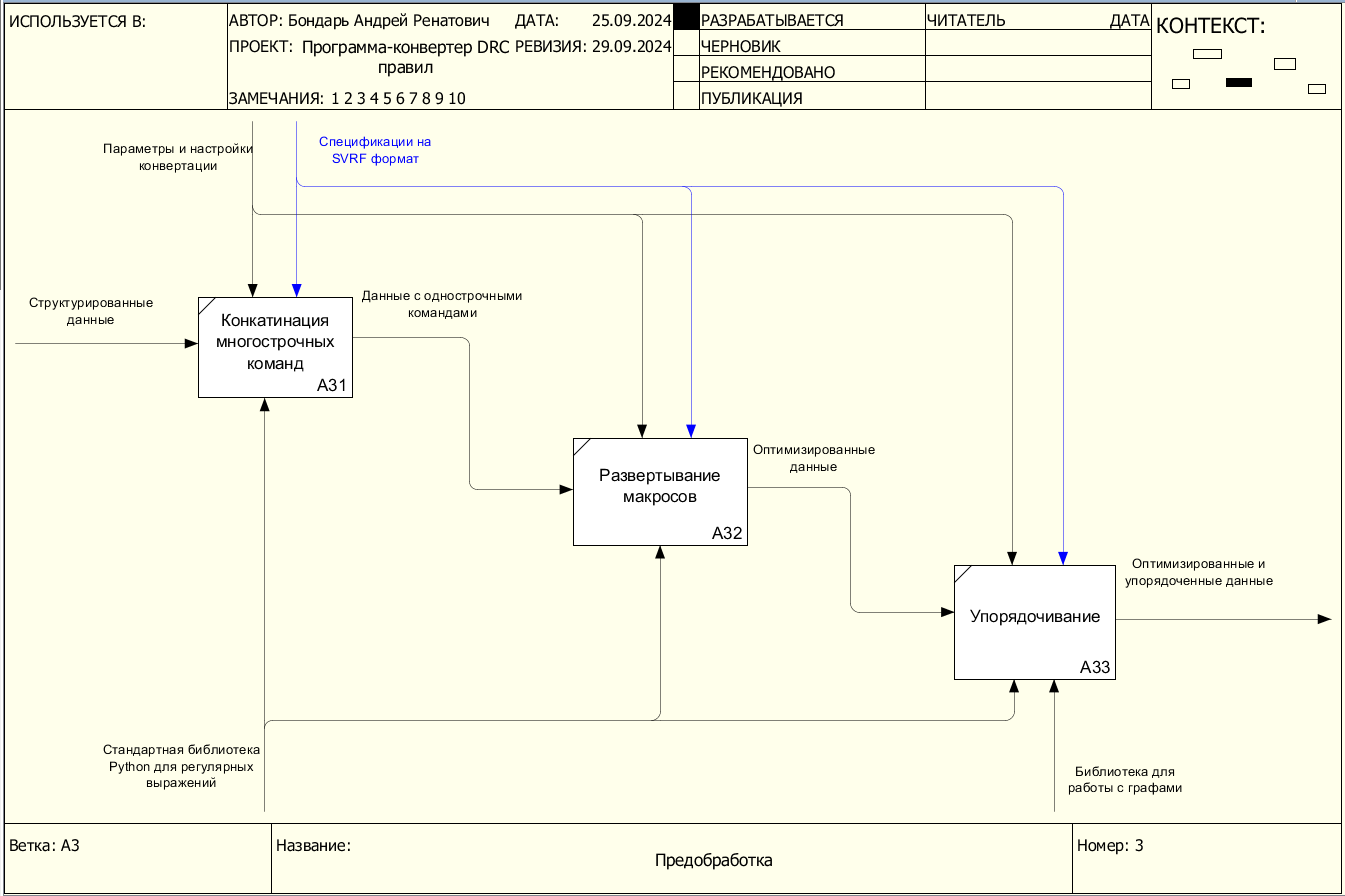 ИСПОЛЬЗУЕТСЯ В:
АВТОР: Бондарь Андрей Ренатович ДАТА: 25.09.2024
ПРОЕКТ: Программа-конвертер DRC РЕВИЗИЯ: 29.09.2024
правил
ЗАМЕЧАНИЯ: 1 2 3 4 5 6 7 8 9 10
РАЗРАБАТЫВАЕТСЯ
ЧЕРНОВИК
РЕКОМЕНДОВАНО
ПУБЛИКАЦИЯ
ЧИТАТЕЛЬ ДАТА
КОНТЕКСТ:
Параметры и настройки
конвертации
Спецификации на
SVRF формат
Структурированные
данные
Конкатинация
многострочных
команд
A31
Данные с однострочными
командами
Развертывание
макросов
A32
Оптимизированные
данные
Упорядочивание
A33
Оптимизированные и
упорядоченные данные
Стандартная библиотека
Python для регулярных
выражений
Библиотека для
работы с графами
Ветка: A3
Название:
Предобработка
Номер: 3